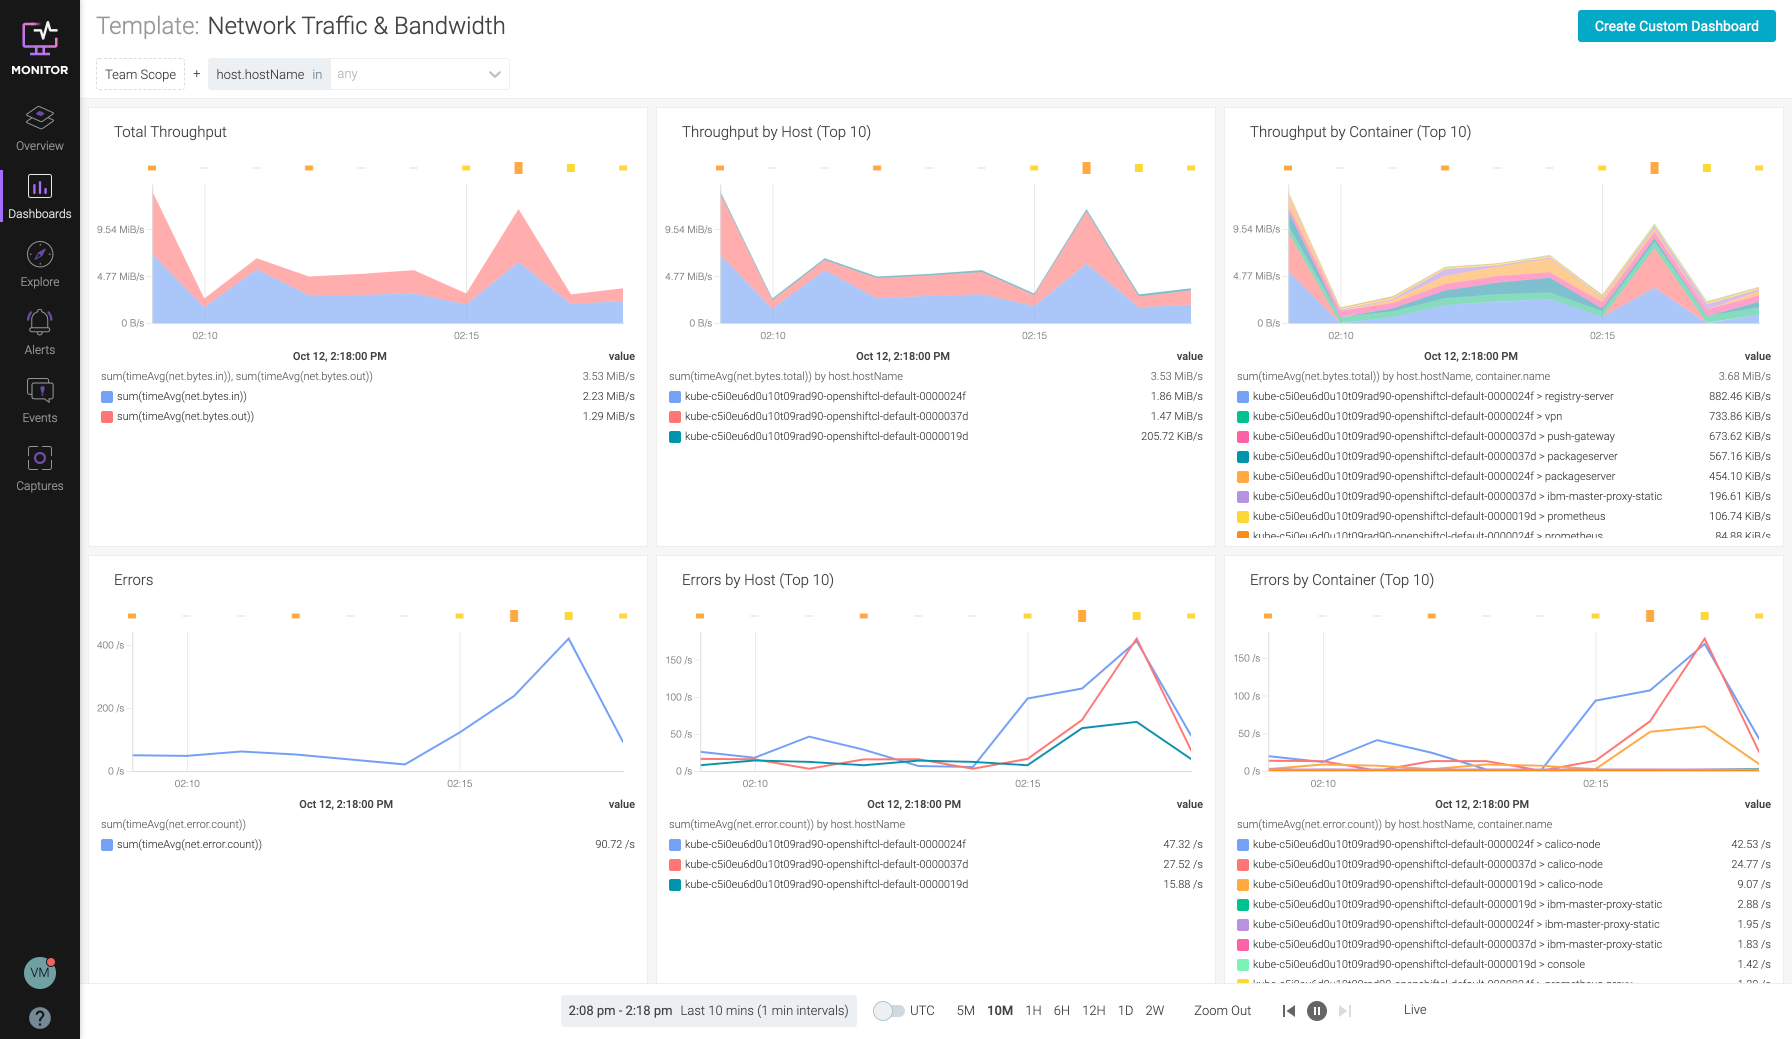 MONITOR
Overview
Dashboards
Explore
Alerts
Events
Captures
VM
?
Template: Network Traffic & Bandwidth
Create Custom Dashboard
Team Scope + host.hostName in any
Total Throughput
9.54 MiB/s
4.77 MiB/s
0 B/s
02:10 02:15
Oct 12, 2:18:00 PM value
sum(timeAvg(net.bytes.in)), sum(timeAvg(net.bytes.out)) 3.53 MiB/s
sum(timeAvg(net.bytes.in)) 2.23 MiB/s
sum(timeAvg(net.bytes.out)) 1.29 MiB/s
Throughput by Host (Top 10)
9.54 MiB/s
4.77 MiB/s
0 B/s
02:10 02:15
Oct 12, 2:18:00 PM value
sum(timeAvg(net.bytes.total)) by host.hostName 3.53 MiB/s
kube-c5i0eu6d0u10t09rad90-openshiftcl-default-0000024f 1.86 MiB/s
kube-c5i0eu6d0u10t09rad90-openshiftcl-default-0000037d 1.47 MiB/s
kube-c5i0eu6d0u10t09rad90-openshiftcl-default-0000019d 205.72 KiB/s
Throughput by Container (Top 10)
9.54 MiB/s
4.77 MiB/s
0 B/s
02:10 02:15
Oct 12, 2:18:00 PM value
sum(timeAvg(net.bytes.total)) by host.hostName, container.name 3.68 MiB/s
kube-c5i0eu6d0u10t09rad90-openshiftcl-default-0000024f > registry-server 882.46 KiB/s
kube-c5i0eu6d0u10t09rad90-openshiftcl-default-0000024f > vpn 733.86 KiB/s
kube-c5i0eu6d0u10t09rad90-openshiftcl-default-0000037d > push-gateway 673.62 KiB/s
kube-c5i0eu6d0u10t09rad90-openshiftcl-default-0000037d > packageserver 567.16 KiB/s
kube-c5i0eu6d0u10t09rad90-openshiftcl-default-0000024f > packageserver 454.10 KiB/s
kube-c5i0eu6d0u10t09rad90-openshiftcl-default-0000037d > ibm-master-proxy-static 196.61 KiB/s
kube-c5i0eu6d0u10t09rad90-openshiftcl-default-0000019d > prometheus 106.74 KiB/s
kube-c5i0eu6d0u10t09rad90-openshiftcl-default-0000024f > prometheus 84.88 KiB/s
Errors
400 /s
200 /s
0 /s
02:10 02:15
Oct 12, 2:18:00 PM value
sum(timeAvg(net.error.count))
sum(timeAvg(net.error.count)) 90.72 /s
Errors by Host (Top 10)
150 /s
100 /s
50 /s
0 /s
02:10 02:15
Oct 12, 2:18:00 PM value
sum(timeAvg(net.error.count)) by host.hostName
kube-c5i0eu6d0u10t09rad90-openshiftcl-default-0000024f 47.32 /s
kube-c5i0eu6d0u10t09rad90-openshiftcl-default-0000037d 27.52 /s
kube-c5i0eu6d0u10t09rad90-openshiftcl-default-0000019d 15.88 /s
Errors by Container (Top 10)
150 /s
100 /s
50 /s
0 /s
02:10 02:15
Oct 12, 2:18:00 PM value
sum(timeAvg(net.error.count)) by host.hostName, container.name
kube-c5i0eu6d0u10t09rad90-openshiftcl-default-0000024f > calico-node 42.53 /s
kube-c5i0eu6d0u10t09rad90-openshiftcl-default-0000037d > calico-node 24.77 /s
kube-c5i0eu6d0u10t09rad90-openshiftcl-default-0000019d > calico-node 9.07 /s
kube-c5i0eu6d0u10t09rad90-openshiftcl-default-0000019d > ibm-master-proxy-static 2.88 /s
kube-c5i0eu6d0u10t09rad90-openshiftcl-default-0000024f > ibm-master-proxy-static 1.95 /s
kube-c5i0eu6d0u10t09rad90-openshiftcl-default-0000037d > ibm-master-proxy-static 1.83 /s
kube-c5i0eu6d0u10t09rad90-openshiftcl-default-0000019d > console 1.42 /s
2:08 pm - 2:18 pm Last 10 mins (1 min intervals) UTC 5M 10M 1H 6H 12H 1D 2W Zoom Out Live